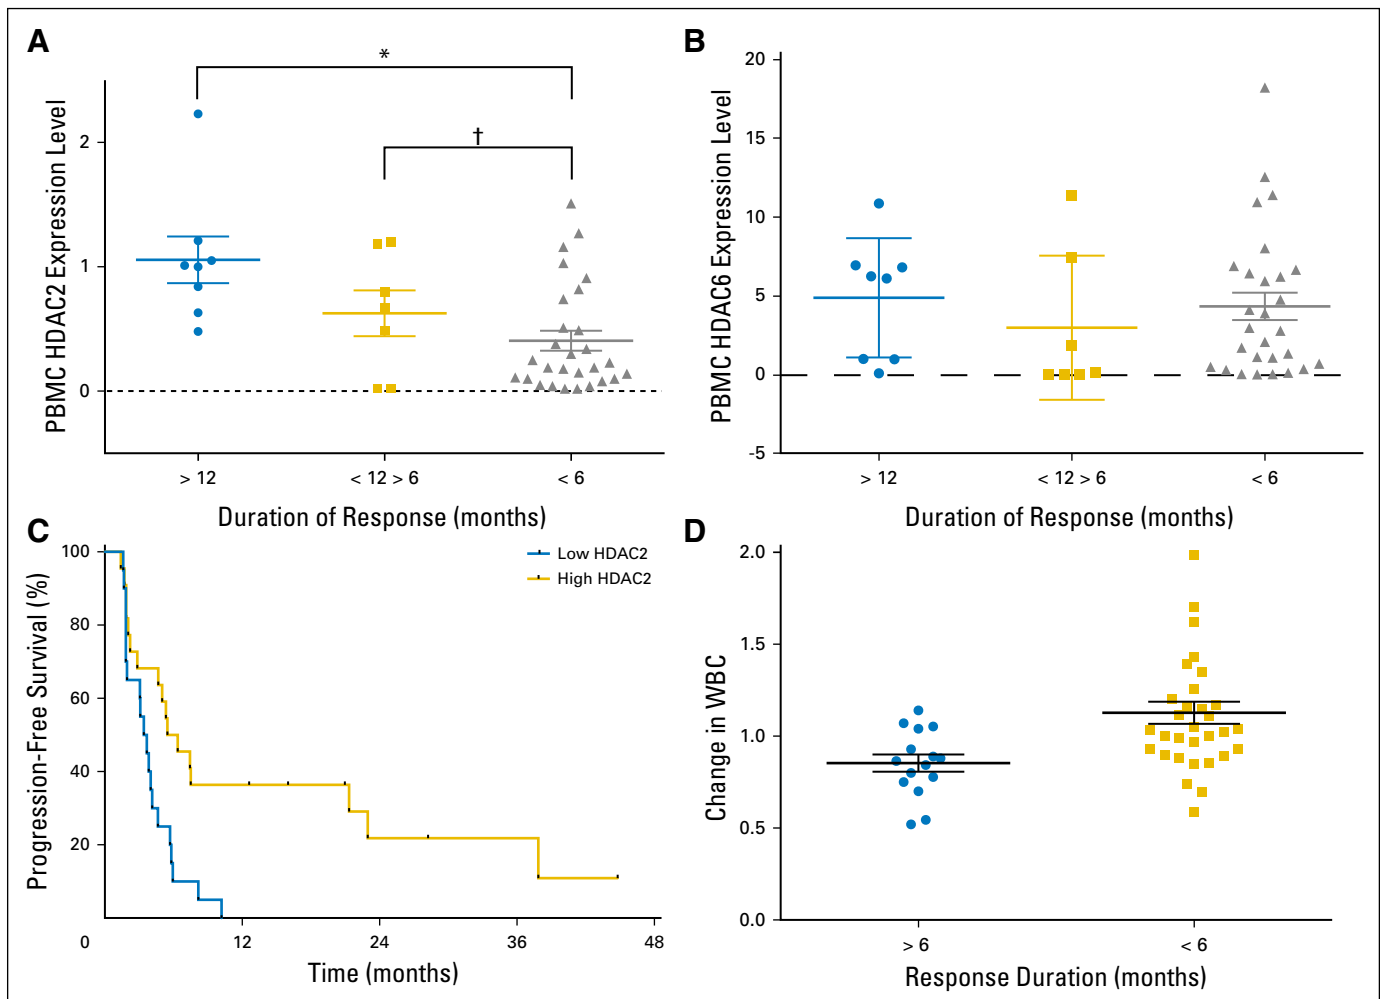 A
PBMC HDAC2 Expression Level
2
1
0
*
†
> 12
< 12 > 6
< 6
Duration of Response (months)
B
PBMC HDAC6 Expression Level
20
15
10
5
0
-5
> 12
< 12 > 6
< 6
Duration of Response (months)
C
Progression-Free Survival (%)
100
80
60
40
20
0
12
24
36
48
Time (months)
Low HDAC2
High HDAC2
D
Change in WBC
2.0
1.5
1.0
0.5
0.0
> 6
< 6
Response Duration (months)